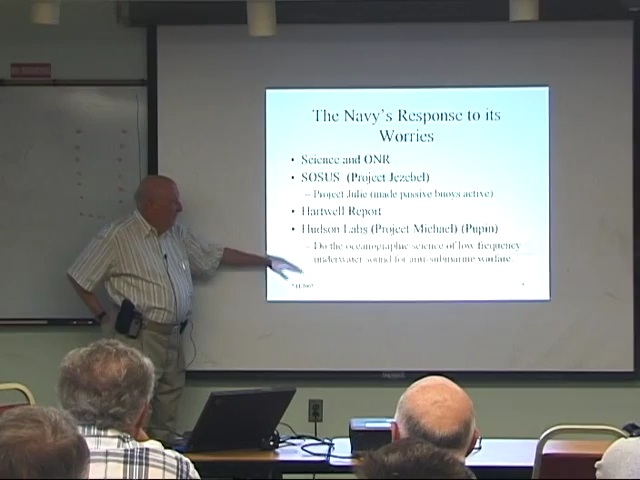 The Navy's Response to its
Worries
• Science and ONR
• SOSUS (Project Jezebel)
– Project Julie (made passive buoys active)
• Hartwell Report
• Hudson Labs (Project Michael) (Pupin)
– Do the oceanographic science of low frequency
underwater sound for anti-submarine warfare